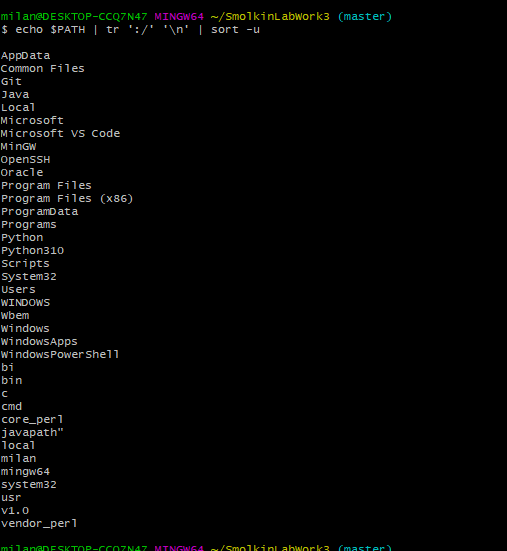 milan@DESKTOP-CCQ7N47 MINGW64 ~/SmolkinLabWork3 (master)
$ echo $PATH | tr ':/' '\n' | sort -u
AppData
Common Files
Git
Java
Local
Microsoft
Microsoft VS Code
MinGW
OpenSSH
Oracle
Program Files
Program Files (x86)
ProgramData
Programs
Python
Python310
Scripts
System32
Users
WINDOWS
Wbem
Windows
WindowsApps
WindowsPowerShell
bi
bin
c
cmd
core_perl
javapath"
local
milan
mingw64
system32
usr
v1.0
vendor_perl
milan@DESKTOP-CCQ7N47 MINGW64 ~/SmolkinLabWork3 (master)